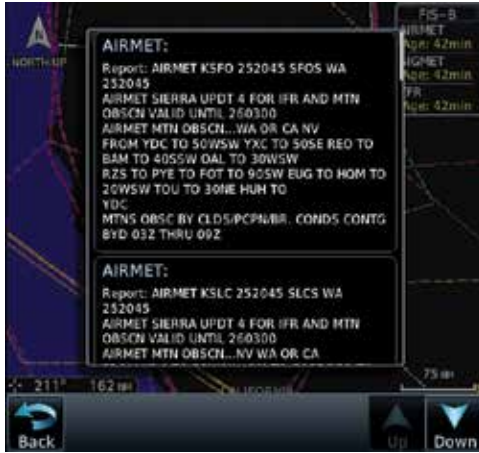 FIS-B
AIRMET
Age: 42min
SIGMET
Age: 42min
TFR
Age: 42min
N
NORTH UP
AIRMET:
Report: AIRMET KSFO 252045 SFOS WA
252045
AIRMET SIERRA UPDT 4 FOR IFR AND MTN
OBSCN VALID UNTIL 260300
AIRMET MTN OBSCN...WA OR CA NV
FROM YDC TO 50WSW YXC TO 50SE REO TO
BAM TO 40SSW OAL TO 30WSW
RZS TO PYE TO FOT TO 90SW EUG TO HQM TO
20WSW TOU TO 30NE HUH TO
YDC
MTNS OBSC BY CLDS/PCPN/BR. CONDS CONTG
BYD 03Z THRU 09Z
AIRMET:
Report: AIRMET KSLC 252045 SLCS WA
252045
AIRMET SIERRA UPDT 4 FOR IFR AND MTN
OBSCN VALID UNTIL 260300
AIRMET MTN OBSCN...NV WA OR CA
211°
162 NM
CALIFORNIA
75 NM
Back
Up
Down